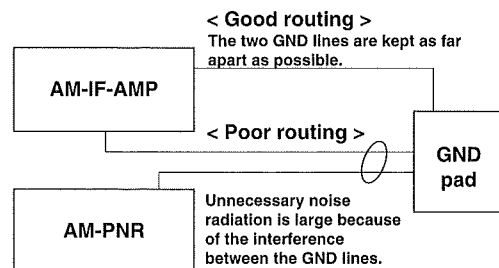 < Good routing >
The two GND lines are kept as far
apart as possible.
AM-IF-AMP
< Poor routing >
GND
pad
AM-PNR
Unnecessary noise
radiation is large because
of the interference
between the GND lines.